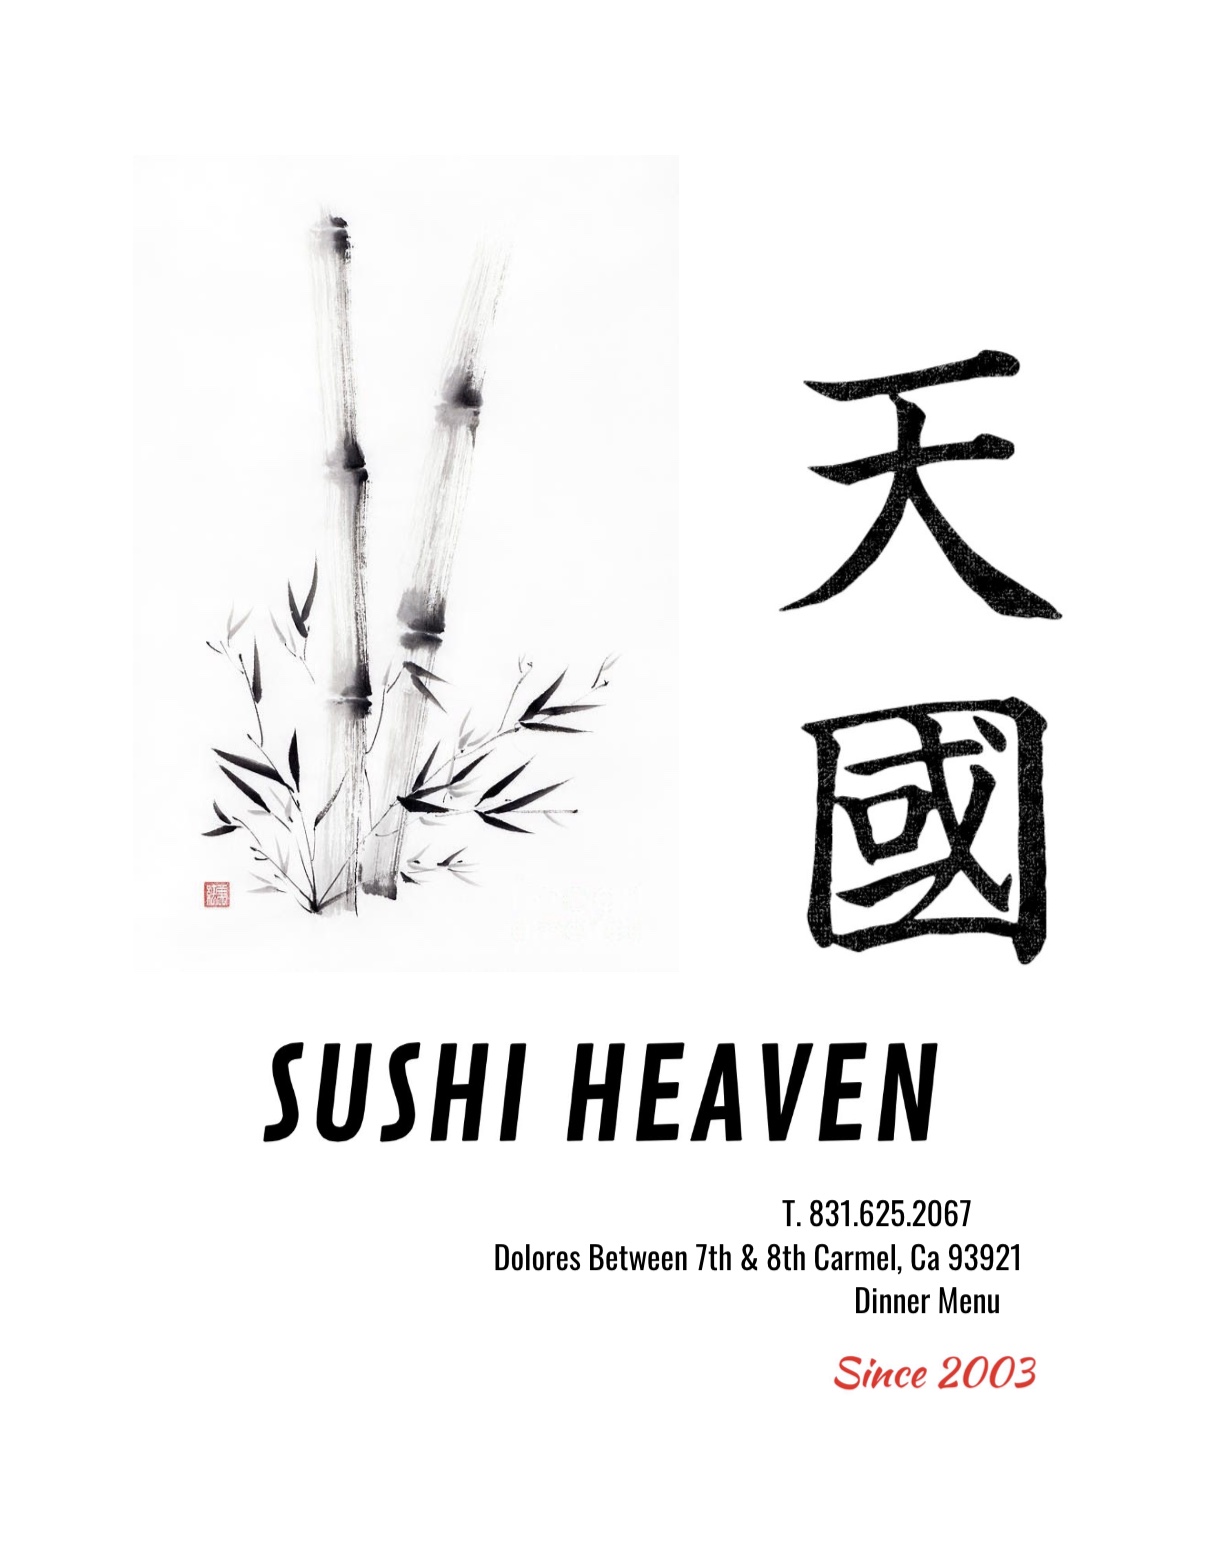 天
國
SUSHI HEAVEN
T. 831.625.2067
Dolores Between 7th & 8th Carmel, Ca 93921
Dinner Menu
Since 2003